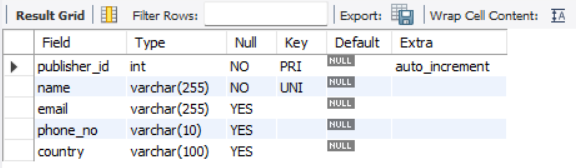 Result Grid Filter Rows: Export: Wrap Cell Content: IA
Field Type Null Key Default Extra
publisher_id int NO PRI NULL auto_increment
name varchar(255) NO UNI NULL
email varchar(255) YES NULL
phone_no varchar(10) YES NULL
country varchar(100) YES NULL